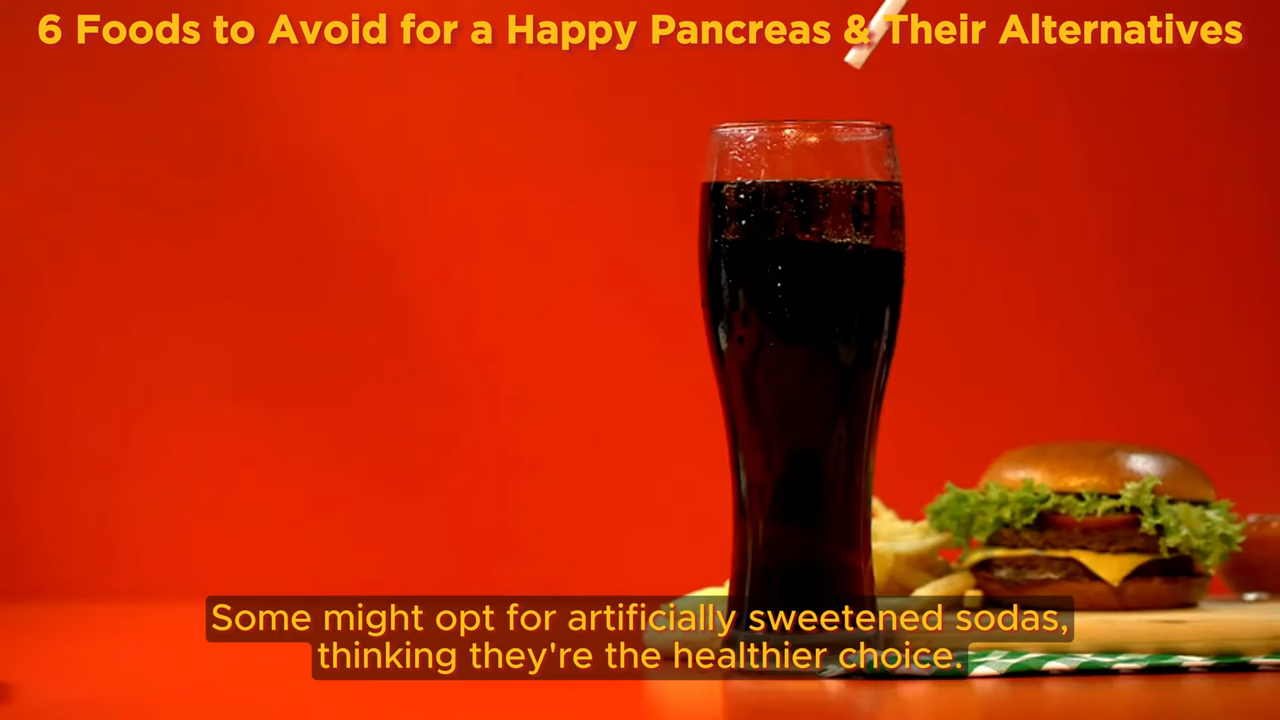 6 Foods to Avoid for a Happy Pancreas & Their Alternatives
Some might opt for artificially sweetened sodas,
thinking they're the healthier choice.